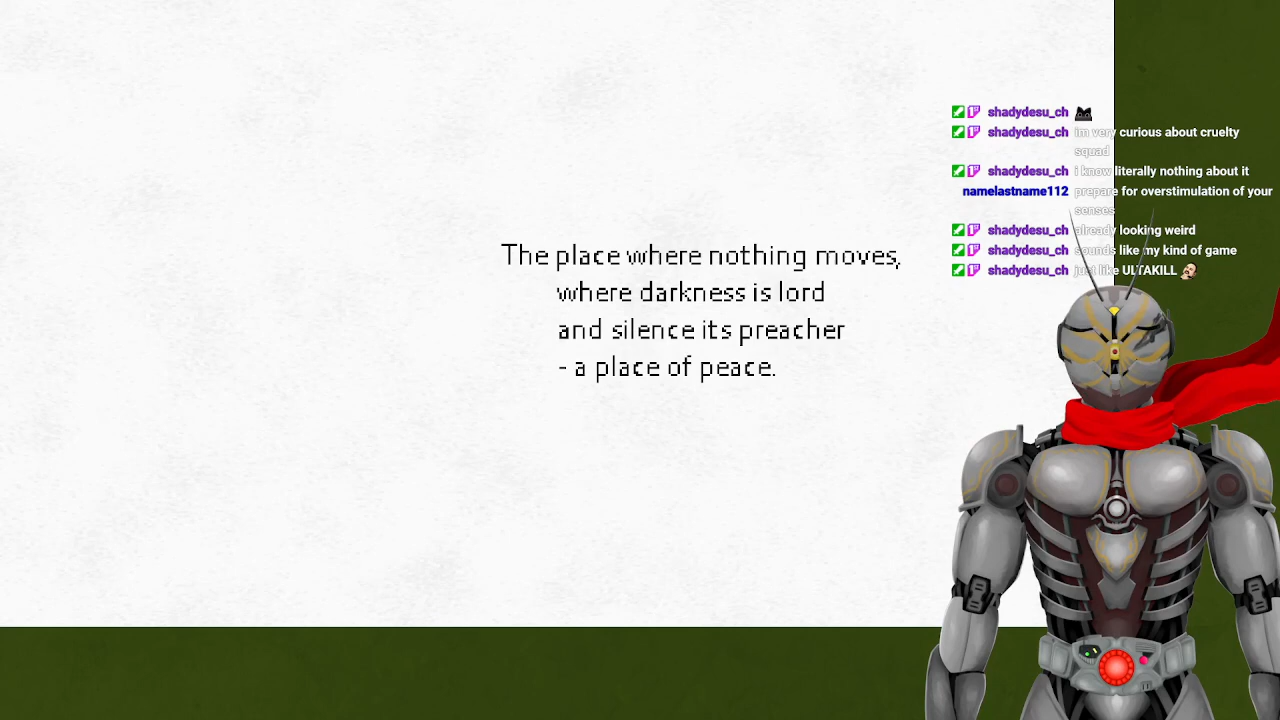 The place where nothing moves,
where darkness is lord
and silence its preacher
- a place of peace.
shadydesu_ch
shadydesu_ch im very curious about cruelty
squad
shadydesu_ch i know literally nothing about it
namelastname112 prepare for overstimulation of your
senses
shadydesu_ch already looking weird
shadydesu_ch sounds like my kind of game
shadydesu_ch just like ULTAKILL